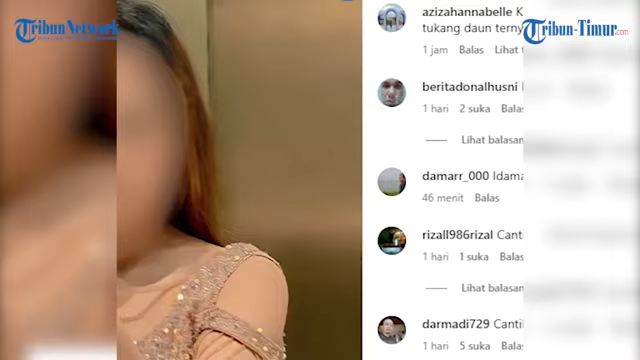 TribunNetwork
Tribun-Timur.com
azizahannabelle K
tukang daun terny
1 jam Balas Lihat t
beritadonalhusni
1 hari 2 suka Balas
Lihat balasan
damarr_000 Idama
46 menit Balas
rizall986rizal Canti
1 hari 1 suka Balas
Lihat balasan
darmadi729 Cantik
1 hari 5 suka Balas